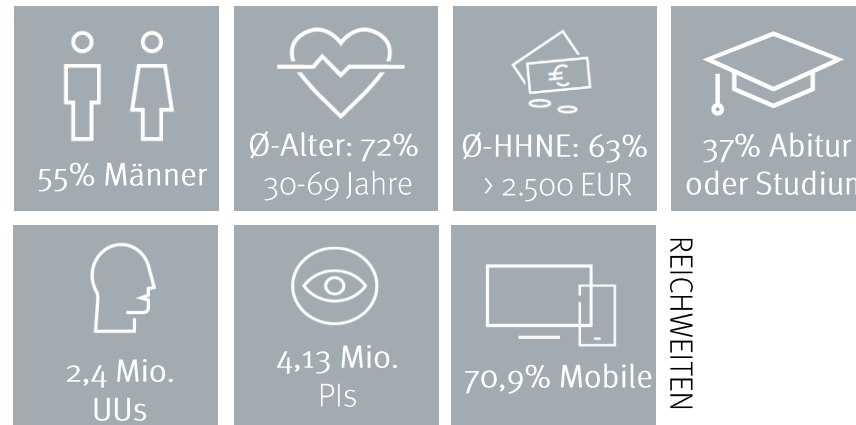 55% Männer
Ø-Alter: 72%
30-69 Jahre
€
Ø-HHNE: 63%
> 2.500 EUR
37% Abitur
oder Studium
2,4 Mio.
UUs
4,13 Mio.
PIs
70,9% Mobile
REICHWEITEN